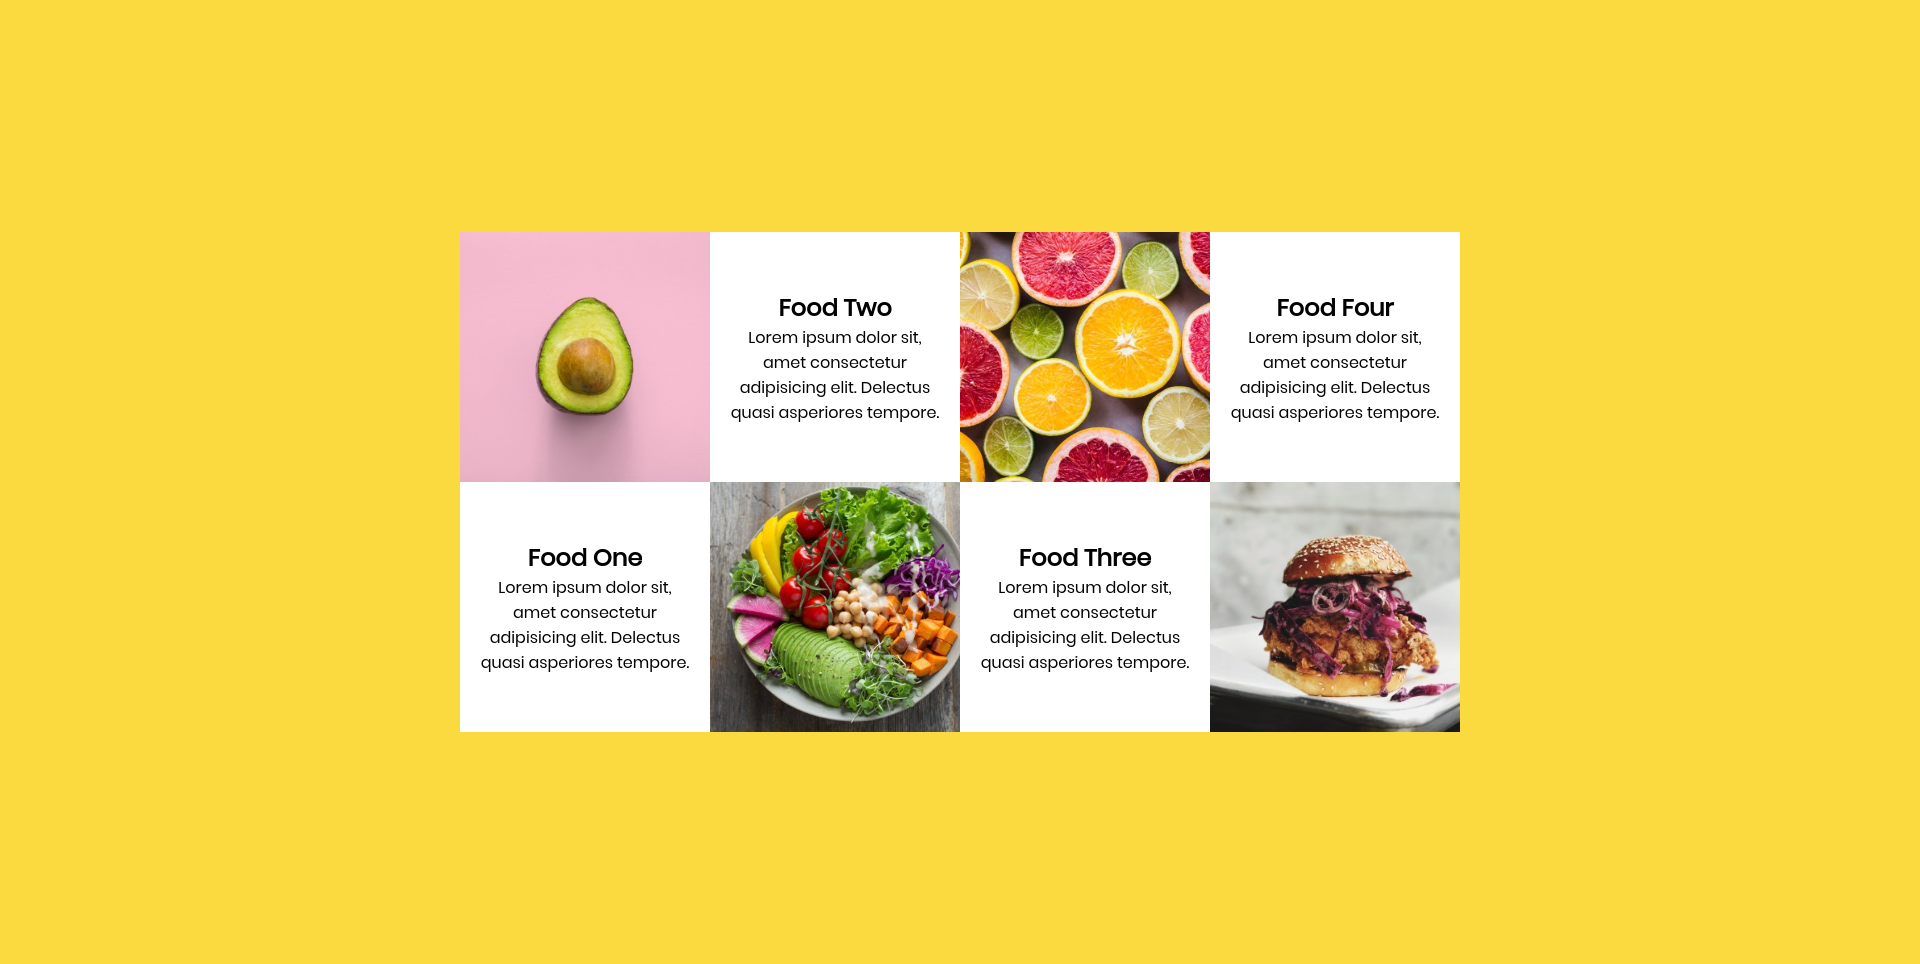 Food Two
Lorem ipsum dolor sit,
amet consectetur
adipisicing elit. Delectus
quasi asperiores tempore.
Food Four
Lorem ipsum dolor sit,
amet consectetur
adipisicing elit. Delectus
quasi asperiores tempore.
Food One
Lorem ipsum dolor sit,
amet consectetur
adipisicing elit. Delectus
quasi asperiores tempore.
Food Three
Lorem ipsum dolor sit,
amet consectetur
adipisicing elit. Delectus
quasi asperiores tempore.